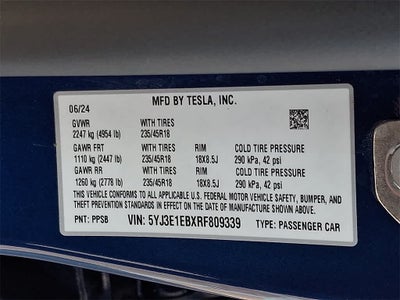 MFD BY TESLA, INC.
06/24
GVWR WITH TIRES
2247 kg (4954 lb) 235/45R18
GAWR FRT WITH TIRES RIM COLD TIRE PRESSURE
1110 kg (2447 lb) 235/45R18 18X8.5J 290 kPa, 42 psi
GAWR RR WITH TIRES RIM COLD TIRE PRESSURE
1260 kg (2778 lb) 235/45R18 18X8.5J 290 kPa, 42 psi
THIS VEHICLE CONFORMS TO ALL APPLICABLE U.S. FEDERAL MOTOR VEHICLE SAFETY, BUMPER, AND
THEFT PREVENTION STANDARDS IN EFFECT ON THE DATE OF MANUFACTURE SHOWN ABOVE.
PNT: PPSB VIN: 5YJ3E1EBXRF809339 TYPE: PASSENGER CAR